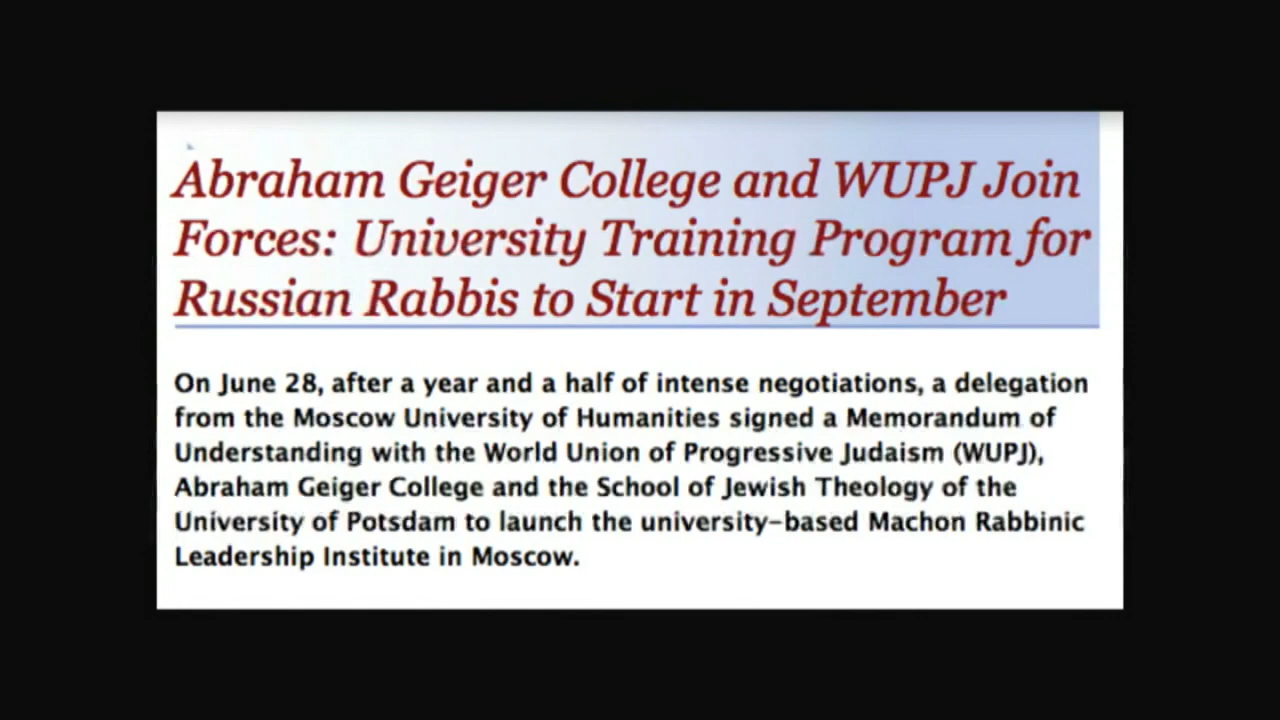 Abraham Geiger College and WUPJ Join
Forces: University Training Program for
Russian Rabbis to Start in September
On June 28, after a year and a half of intense negotiations, a delegation
from the Moscow University of Humanities signed a Memorandum of
Understanding with the World Union of Progressive Judaism (WUPJ),
Abraham Geiger College and the School of Jewish Theology of the
University of Potsdam to launch the university-based Machon Rabbinic
Leadership Institute in Moscow.